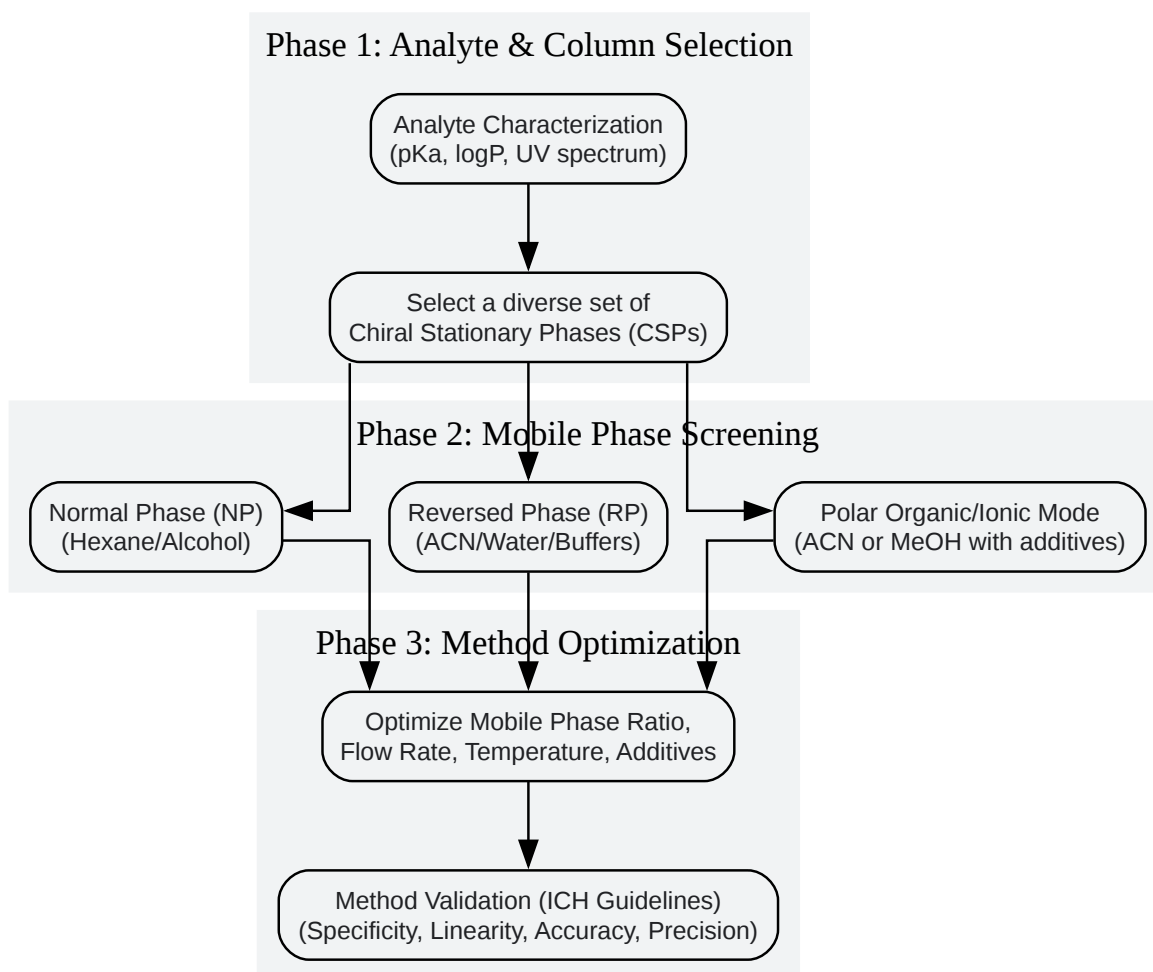 Phase 1: Analyte & Column Selection
Analyte Characterization
(pKa, logP, UV spectrum)
Select a diverse set of
Chiral Stationary Phases (CSPs)
Phase 2: Mobile Phase Screening
Normal Phase (NP)
(Hexane/Alcohol)
Reversed Phase (RP)
(ACN/Water/Buffers)
Polar Organic/Ionic Mode
(ACN or MeOH with additives)
Phase 3: Method Optimization
Optimize Mobile Phase Ratio,
Flow Rate, Temperature, Additives
Method Validation (ICH Guidelines)
(Specificity, Linearity, Accuracy, Precision)